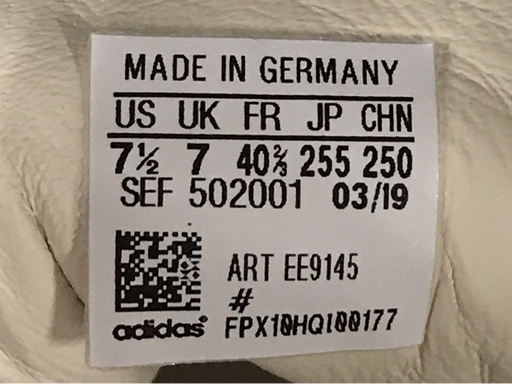 MADE IN GERMANY
US UK FR JP CHN
7½ 7 40⅔ 255 250
SEF 502001 03/19
ART EE9145
#
adidas® FPX10HQI00177